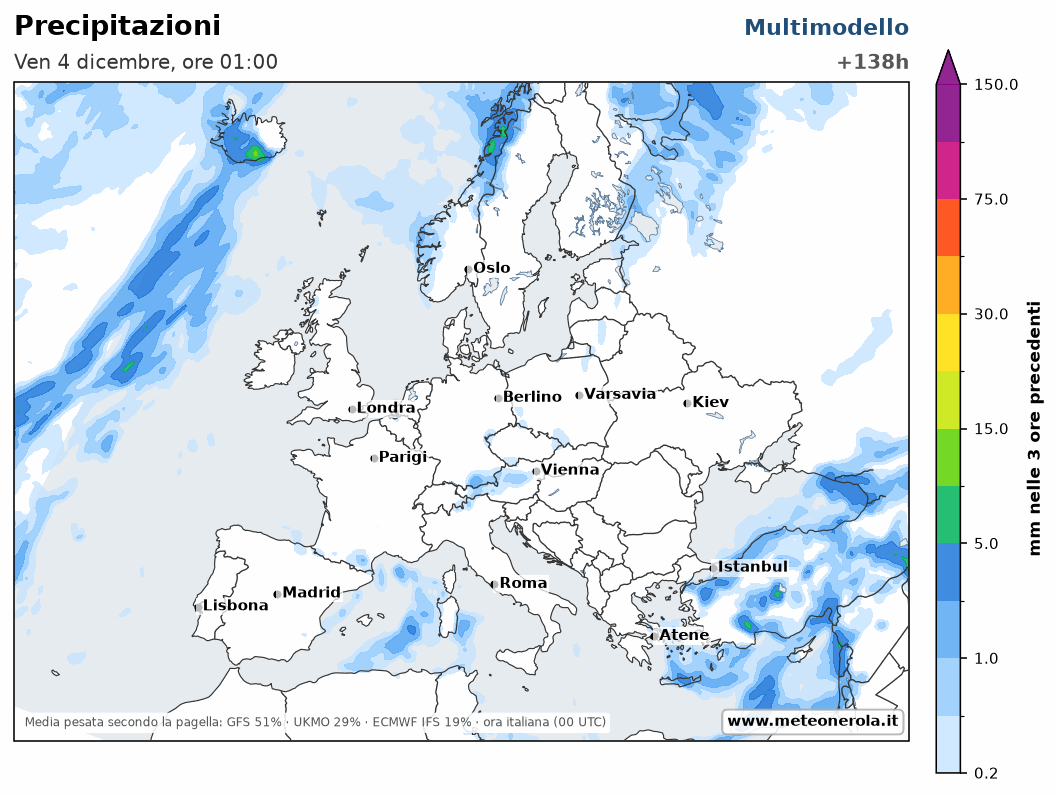 Precipitazioni
Multimodello
Ven 4 dicembre, ore 01:00
+138h
150.0
75.0
30.0
15.0
5.0
1.0
0.2
mm nelle 3 ore precedenti
Oslo
Londra
Berlino
Varsavia
Kiev
Parigi
Vienna
Madrid
Lisbona
Roma
Istanbul
Atene
Media pesata secondo la pagella: GFS 51% · UKMO 29% · ECMWF IFS 19% · ora italiana (00 UTC)
www.meteonerola.it